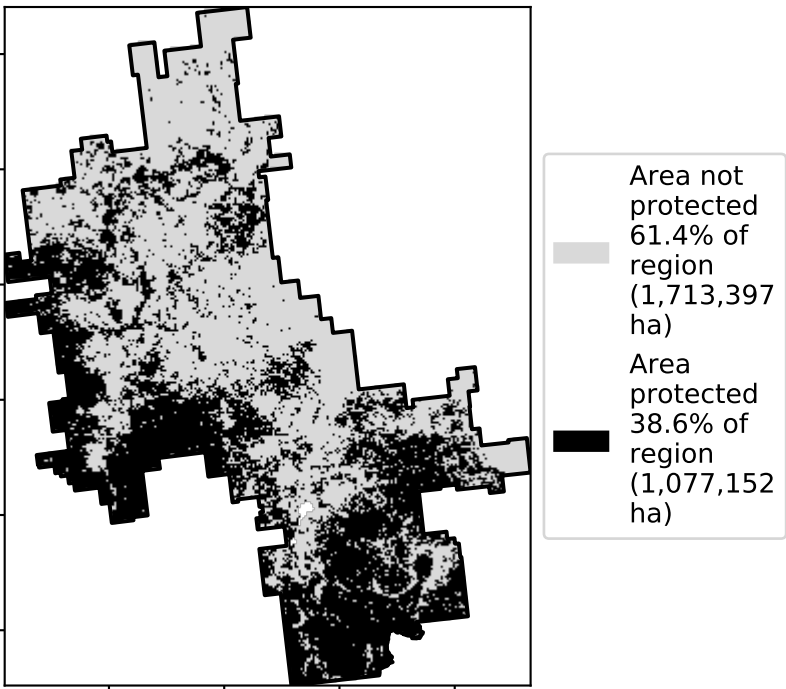 Area not
protected
61.4% of
region
(1,713,397
ha)
Area
protected
38.6% of
region
(1,077,152
ha)